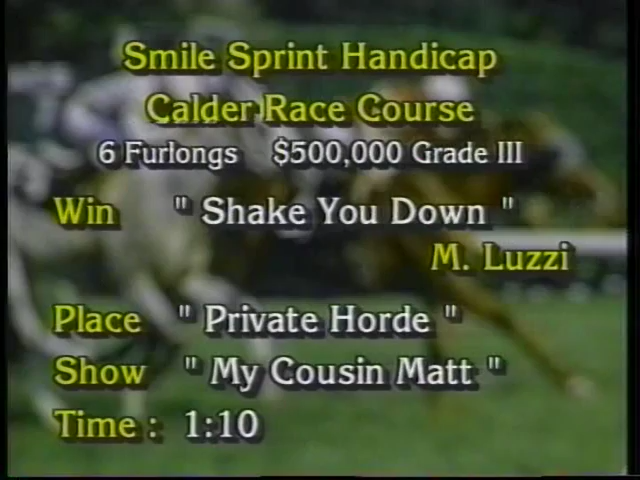 Smile Sprint Handicap
Calder Race Course
6 Furlongs $500,000 Grade III
Win " Shake You Down "
M. Luzzi
Place " Private Horde "
Show " My Cousin Matt "
Time : 1:10